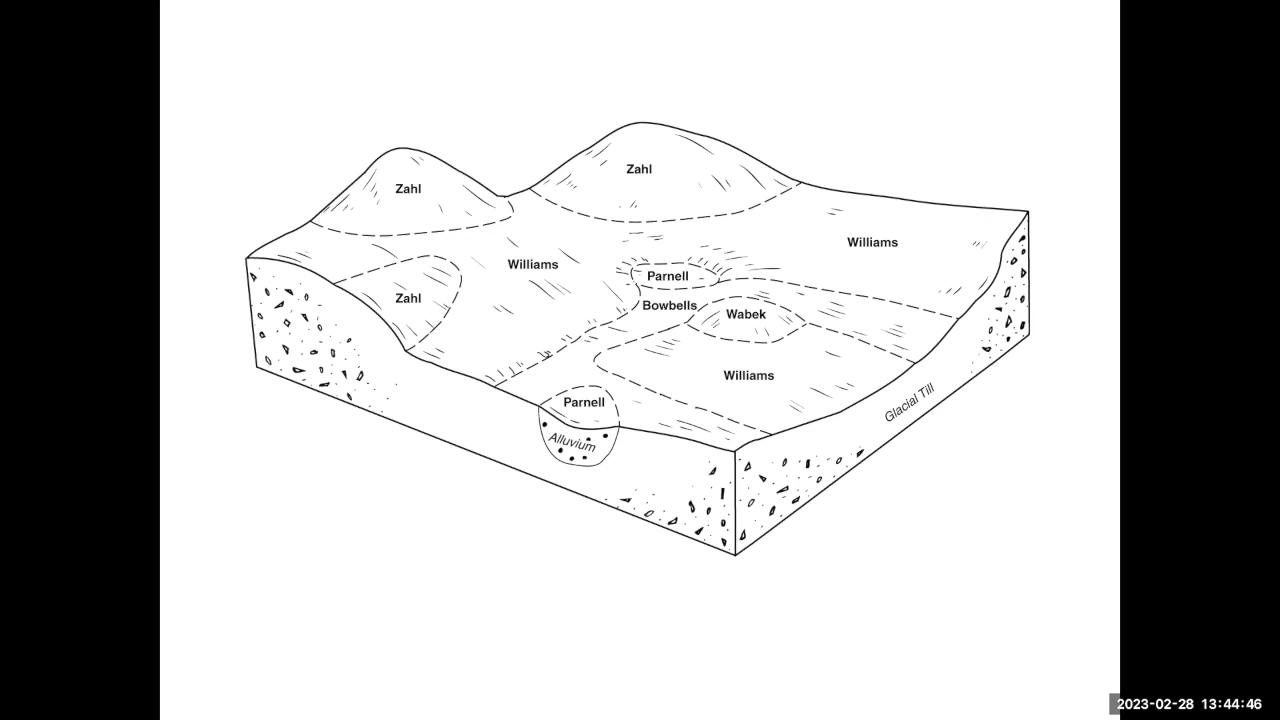 Zahl
Zahl
Williams
Williams
Parnell
Zahl
Bowbells
Wabek
Williams
Parnell
Glacial Till
Alluvium
2023-02-28 13:44:46